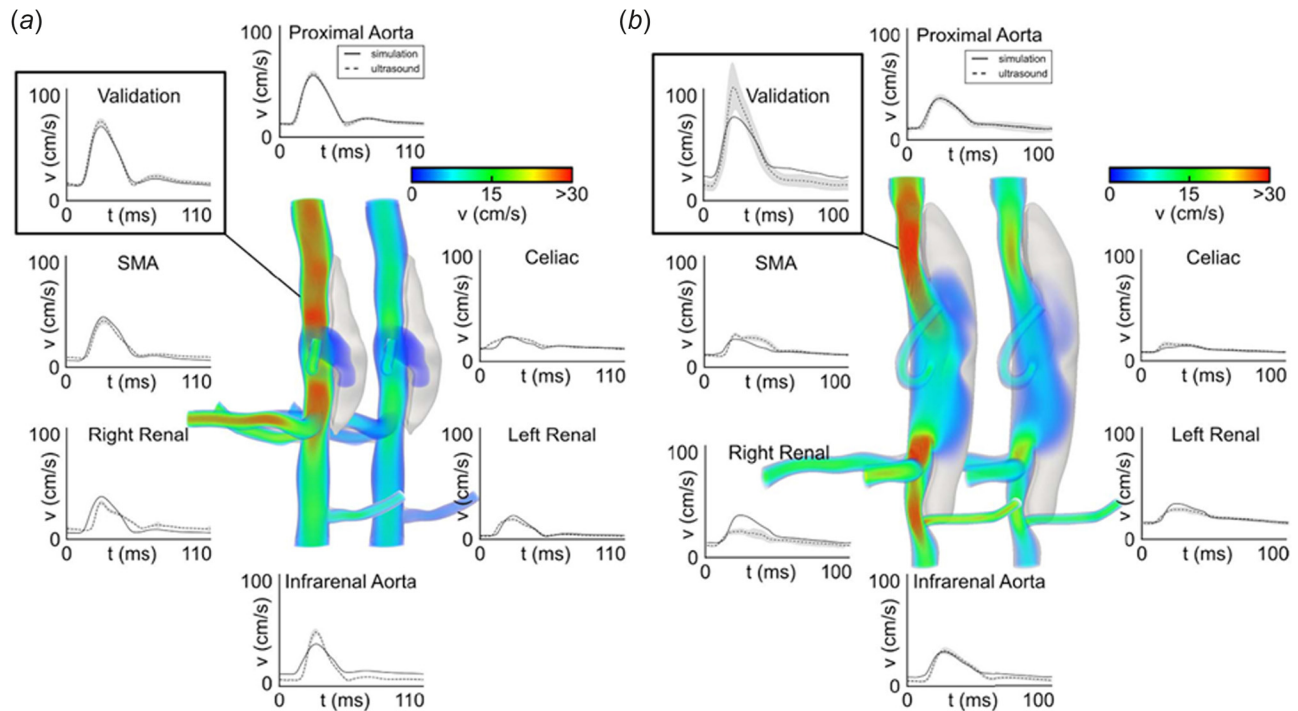 (a)
Proximal Aorta
100
v (cm/s)
0
0
t (ms)
110
simulation
ultrasound
Validation
100
v (cm/s)
0
0
t (ms)
110
0
15
>30
v (cm/s)
SMA
100
v (cm/s)
0
0
t (ms)
110
Celiac
100
v (cm/s)
0
0
t (ms)
110
Right Renal
100
v (cm/s)
0
0
t (ms)
110
Left Renal
100
v (cm/s)
0
0
t (ms)
110
Infrarenal Aorta
100
v (cm/s)
0
0
t (ms)
110
(b)
Proximal Aorta
100
v (cm/s)
0
0
t (ms)
100
simulation
ultrasound
Validation
100
v (cm/s)
0
0
t (ms)
100
0
15
>30
v (cm/s)
SMA
100
v (cm/s)
0
0
t (ms)
100
Celiac
100
v (cm/s)
0
0
t (ms)
100
Right Renal
100
v (cm/s)
0
0
t (ms)
100
Left Renal
100
v (cm/s)
0
0
t (ms)
100
Infrarenal Aorta
100
v (cm/s)
0
0
t (ms)
100